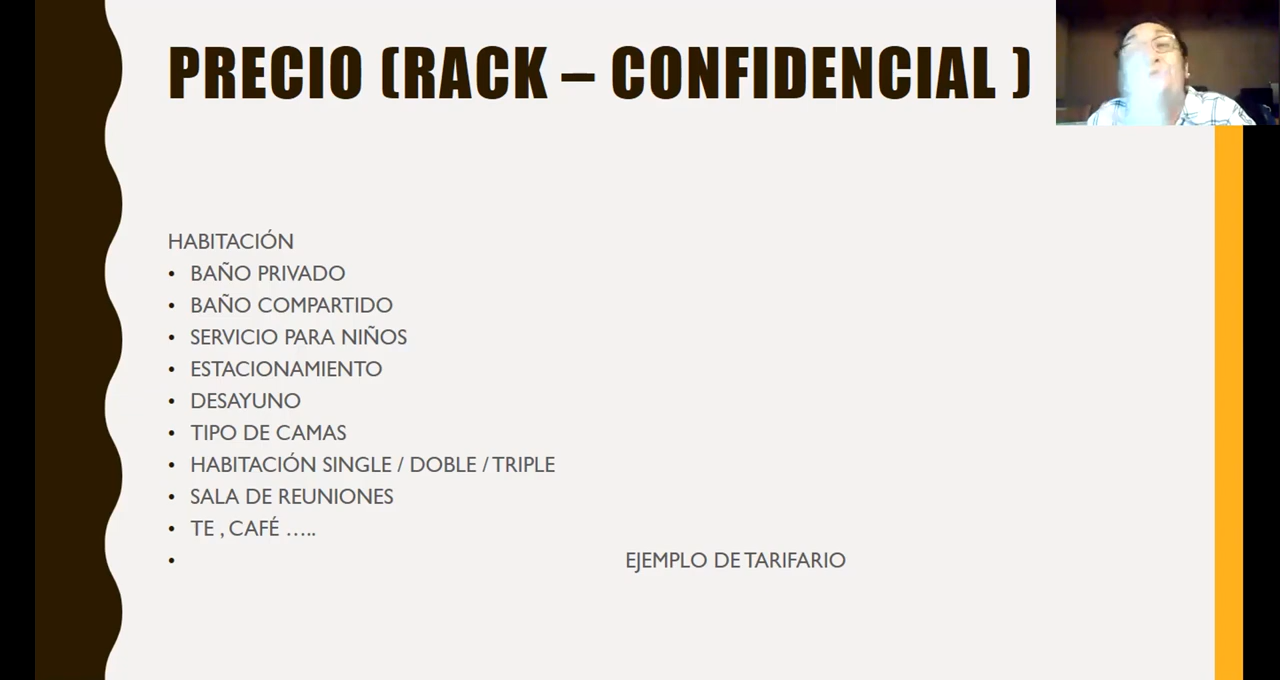 PRECIO (RACK – CONFIDENCIAL )
HABITACIÓN
• BAÑO PRIVADO
• BAÑO COMPARTIDO
• SERVICIO PARA NIÑOS
• ESTACIONAMIENTO
• DESAYUNO
• TIPO DE CAMAS
• HABITACIÓN SINGLE / DOBLE / TRIPLE
• SALA DE REUNIONES
• TE , CAFÉ …..
• EJEMPLO DE TARIFARIO